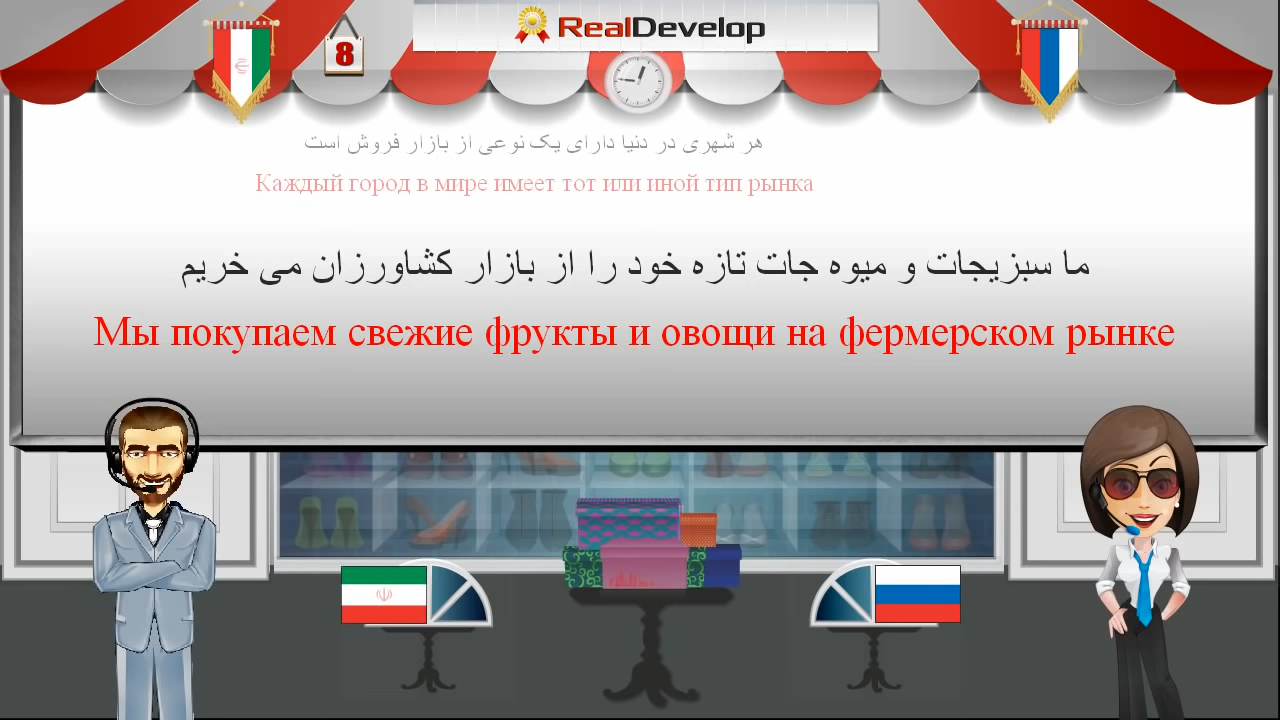 RealDevelop
8
هر شهری در دنیا دارای یک نوعی از بازار فروش است
Каждый город в мире имеет тот или иной тип рынка
ما سبزیجات و میوه جات تازه خود را از بازار کشاورزان می خریم
Мы покупаем свежие фрукты и овощи на фермерском рынке